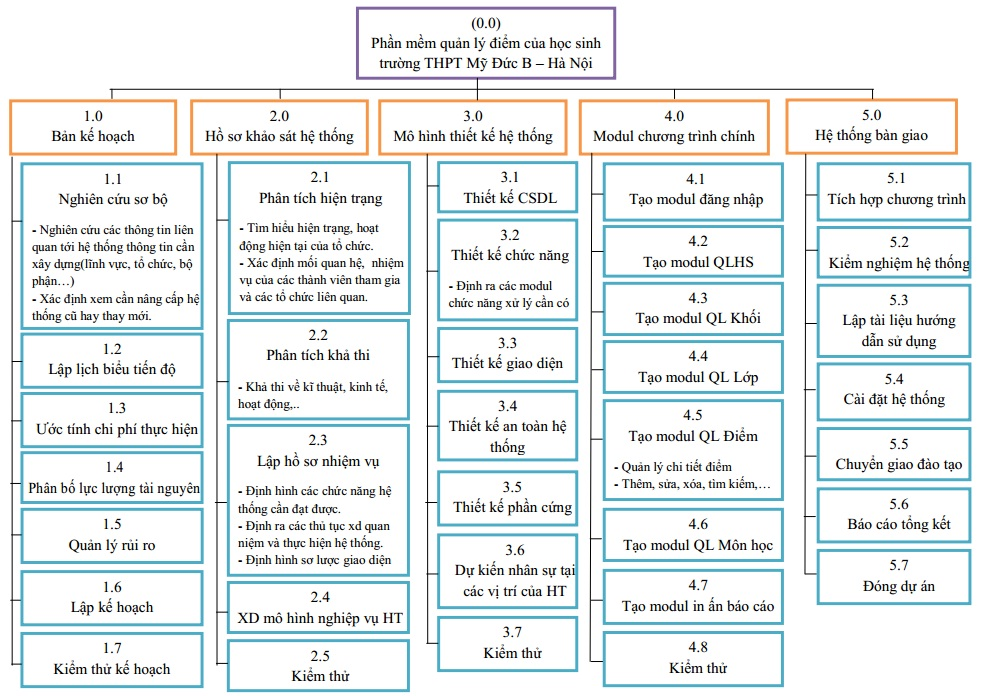 (0.0)
Phần mềm quản lý điểm của học sinh
trường THPT Mỹ Đức B – Hà Nội
1.0
Bản kế hoạch
2.0
Hồ sơ khảo sát hệ thống
3.0
Mô hình thiết kế hệ thống
4.0
Modul chương trình chính
5.0
Hệ thống bàn giao
1.1
Nghiên cứu sơ bộ
- Nghiên cứu các thông tin liên
quan tới hệ thống thông tin cần
xây dựng(lĩnh vực, tổ chức, bộ
phận…)
- Xác định xem cần nâng cấp hệ
thống cũ hay thay mới.
1.2
Lập lịch biểu tiến độ
1.3
Ước tính chi phí thực hiện
1.4
Phân bố lực lượng tài nguyên
1.5
Quản lý rủi ro
1.6
Lập kế hoạch
1.7
Kiểm thử kế hoạch
2.1
Phân tích hiện trạng
- Tìm hiểu hiện trạng, hoạt
động hiện tại của tổ chức.
- Xác định mối quan hệ, nhiệm
vụ của các thành viên tham gia
và các tổ chức liên quan.
2.2
Phân tích khả thi
- Khả thi về kĩ thuật, kinh tế,
hoạt động,..
2.3
Lập hồ sơ nhiệm vụ
- Định hình các chức năng hệ
thống cần đạt được.
- Định ra các thủ tục xd quan
niệm và thực hiện hệ thống.
- Định hình sơ lược giao diện
2.4
XD mô hình nghiệp vụ HT
2.5
Kiểm thử
3.1
Thiết kế CSDL
3.2
Thiết kế chức năng
- Định ra các modul
chức năng xử lý cần có
3.3
Thiết kế giao diện
3.4
Thiết kế an toàn hệ
thống
3.5
Thiết kế phần cứng
3.6
Dự kiến nhân sự tại
các vị trí của HT
3.7
Kiểm thử
4.1
Tạo modul đăng nhập
4.2
Tạo modul QLHS
4.3
Tạo modul QL Khối
4.4
Tạo modul QL Lớp
4.5
Tạo modul QL Điểm
- Quản lý chi tiết điểm
- Thêm, sửa, xóa, tìm kiếm,…
4.6
Tạo modul QL Môn học
4.7
Tạo modul in ấn báo cáo
4.8
Kiểm thử
5.1
Tích hợp chương trình
5.2
Kiểm nghiệm hệ thống
5.3
Lập tài liệu hướng
dẫn sử dụng
5.4
Cài đặt hệ thống
5.5
Chuyển giao đào tạo
5.6
Báo cáo tổng kết
5.7
Đóng dự án